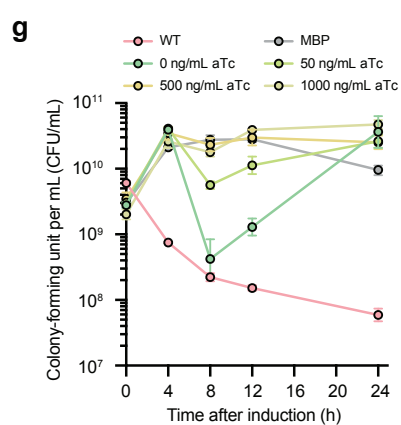 g
WT MBP
0 ng/mL aTc 50 ng/mL aTc
500 ng/mL aTc 1000 ng/mL aTc
Colony-forming unit per mL (CFU/mL)
10¹¹
10¹⁰
10⁹
10⁸
10⁷
0 4 8 12 16 20 24
Time after induction (h)